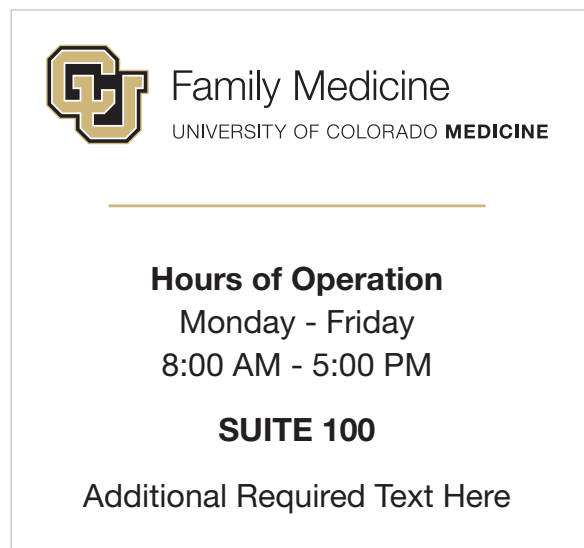 CU
Family Medicine
UNIVERSITY OF COLORADO MEDICINE
Hours of Operation
Monday - Friday
8:00 AM - 5:00 PM
SUITE 100
Additional Required Text Here